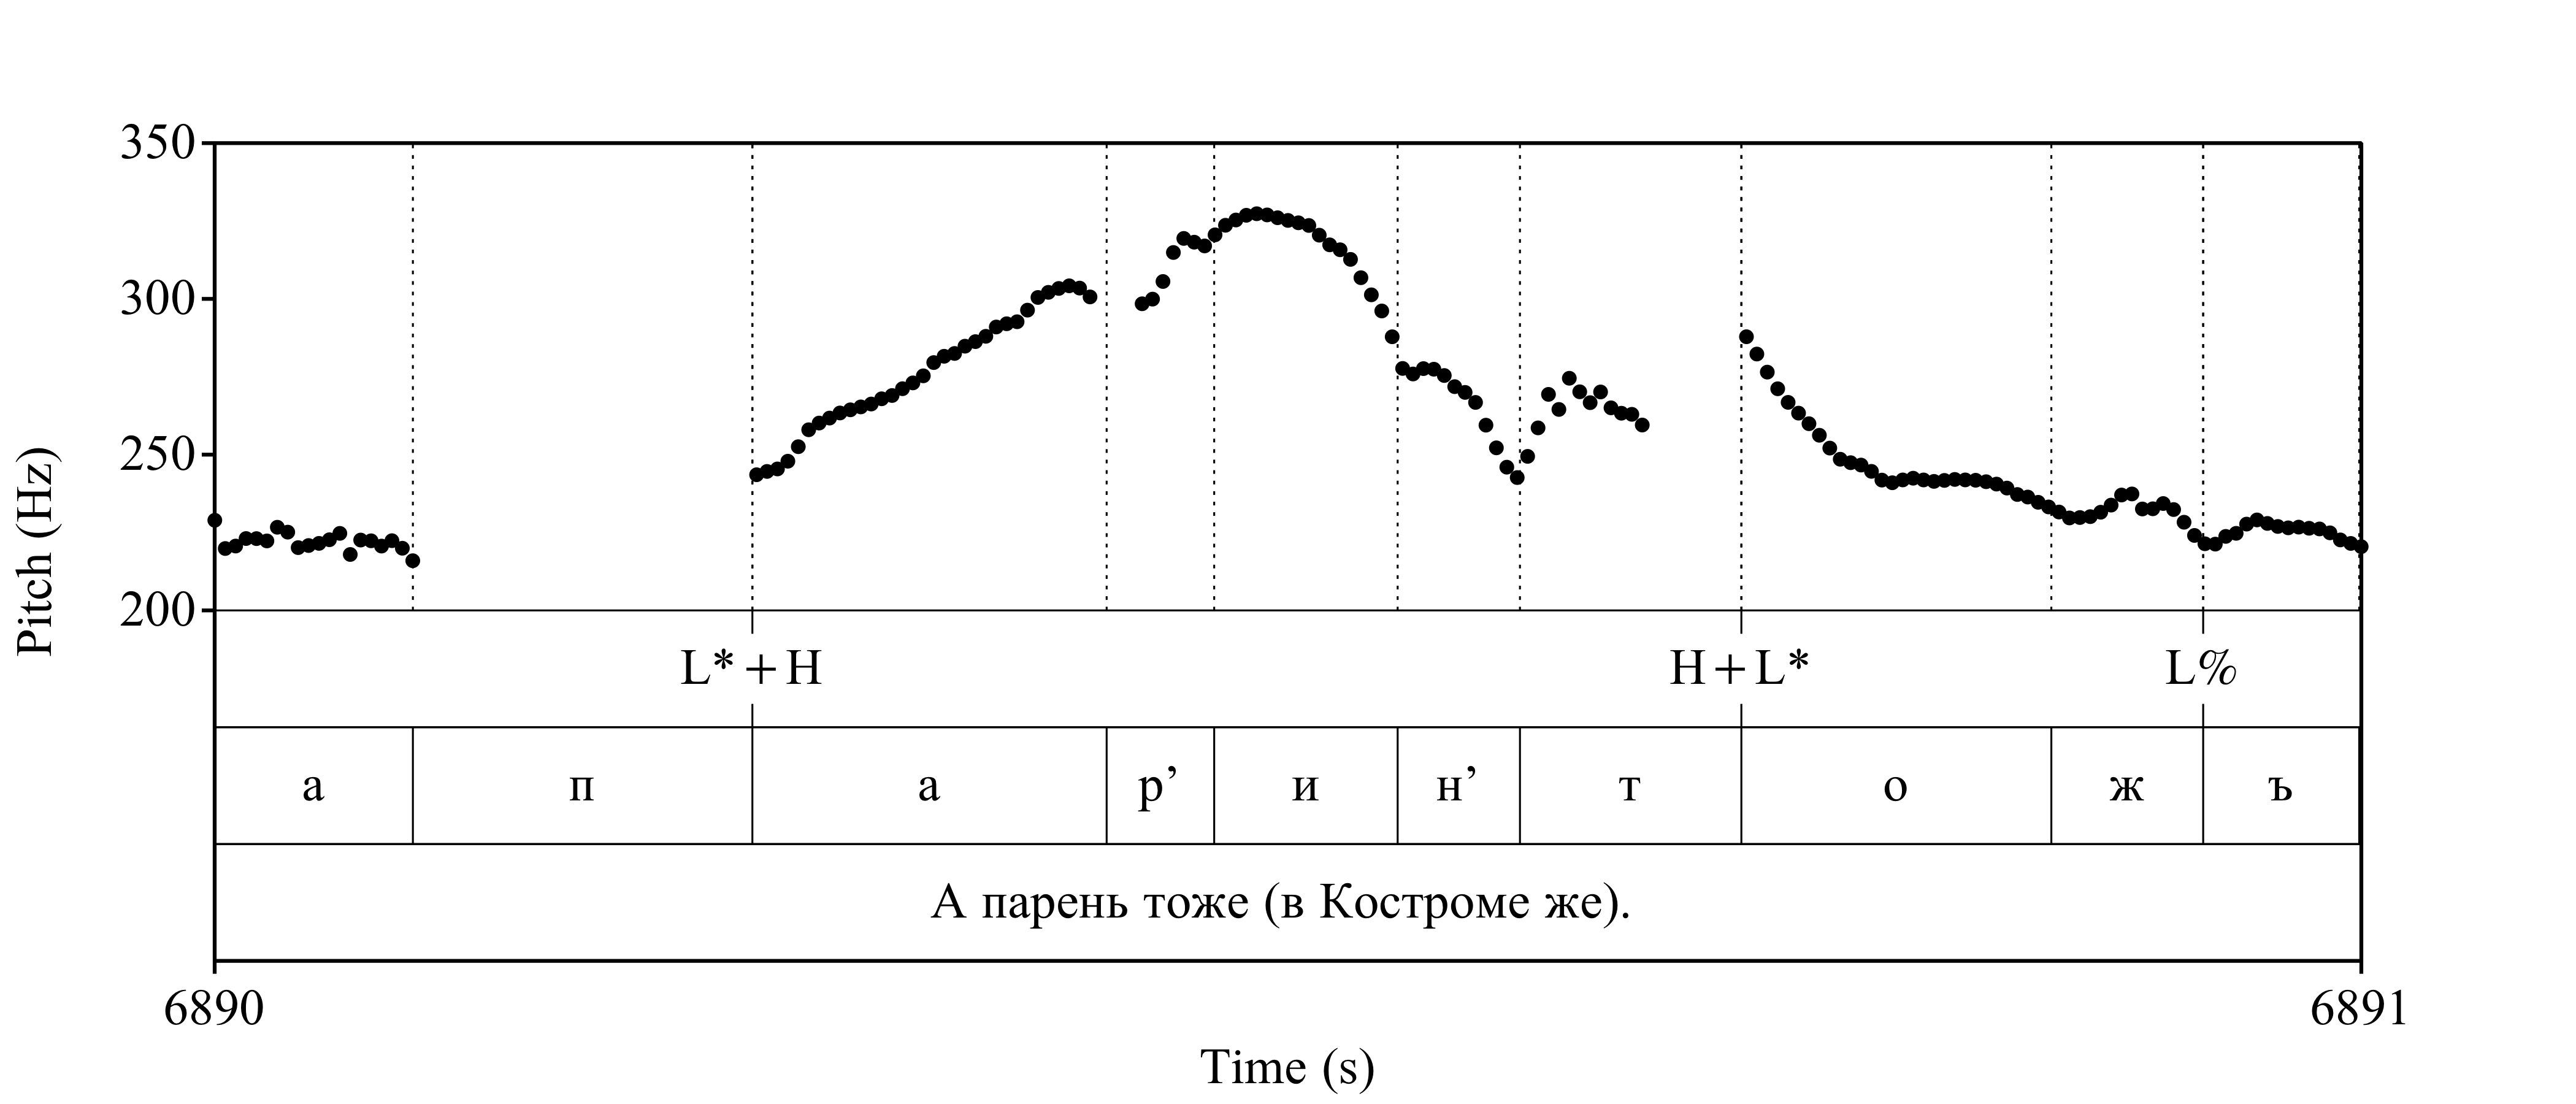 350
300
250
200
Pitch (Hz)
L*+H H+L* L%
а п а р’ и н’ т о ж ъ
А парень тоже (в Костроме же).
6890 6891
Time (s)